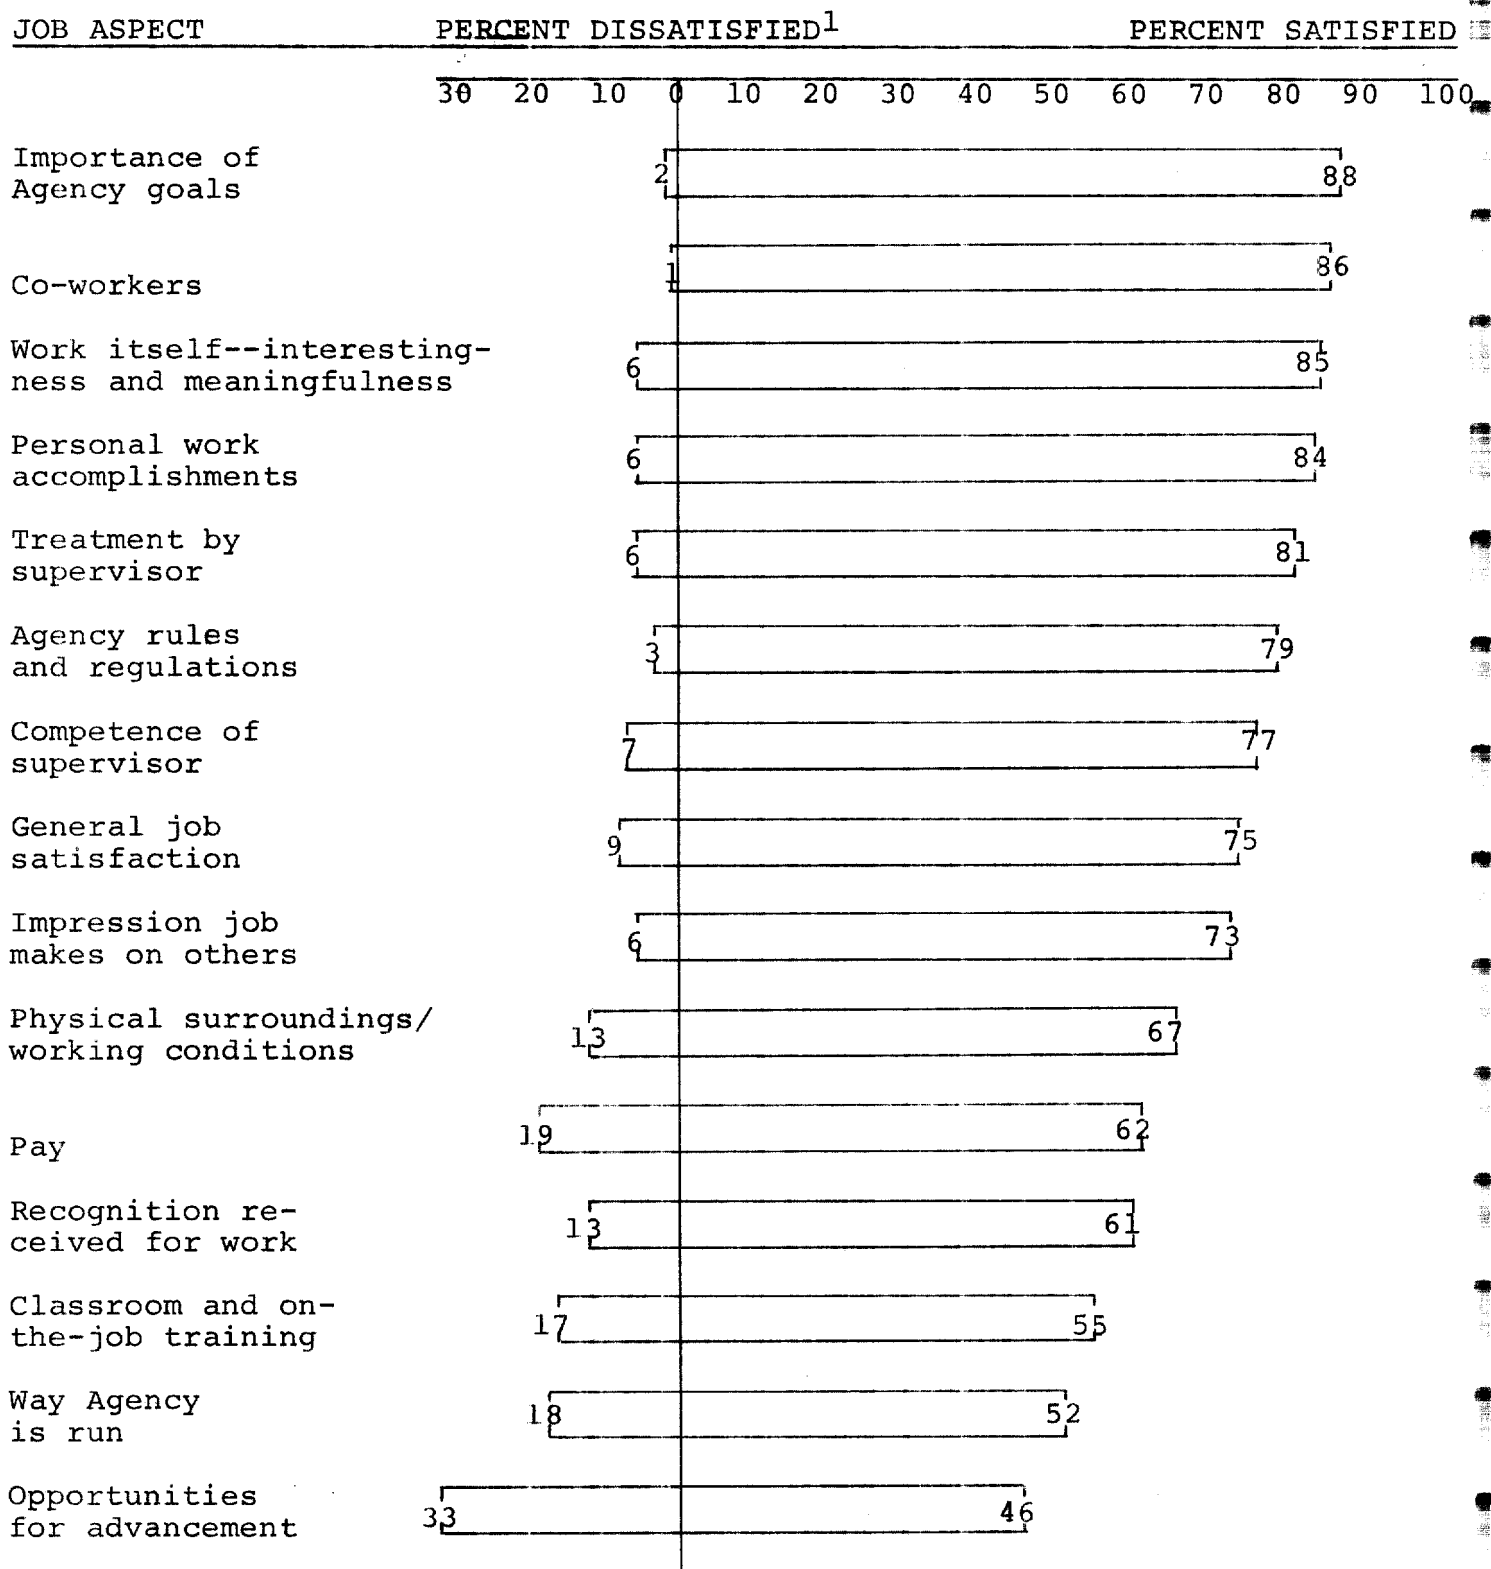 JOB ASPECT PERCENT DISSATISFIED1 PERCENT SATISFIED
30 20 10 0 10 20 30 40 50 60 70 80 90 100
Importance of
Agency goals
2 88
Co-workers
1 86
Work itself--interesting-
ness and meaningfulness
6 85
Personal work
accomplishments
6 84
Treatment by
supervisor
6 81
Agency rules
and regulations
3 79
Competence of
supervisor
7 77
General job
satisfaction
9 75
Impression job
makes on others
6 73
Physical surroundings/
working conditions
13 67
Pay
19 62
Recognition re-
ceived for work
13 61
Classroom and on-
the-job training
17 55
Way Agency
is run
18 52
Opportunities
for advancement
33 46